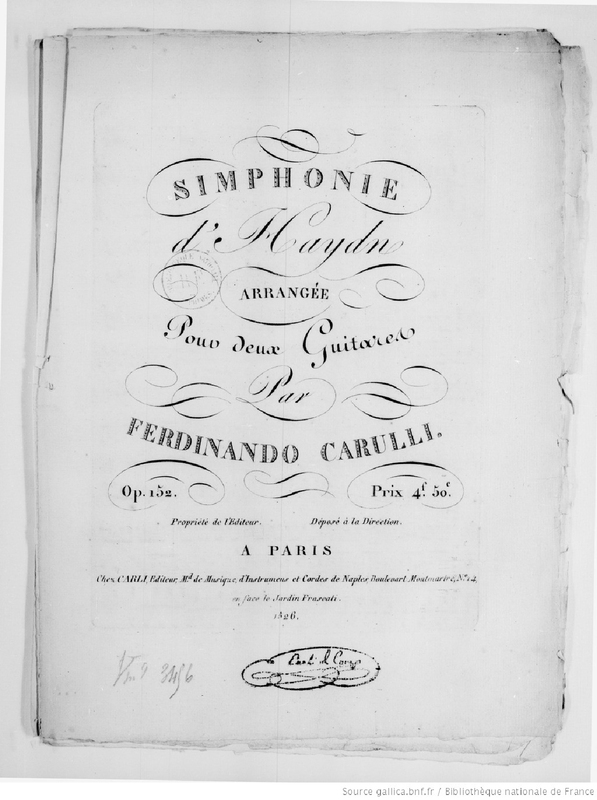 SIMPHONIE
d'Haydn
ARRANGÉE
Pour deux Guitares
Par
FERDINANDO CARULLI.
Op. 152. Prix 4f. 50c.
Propriété de l'Editeur. Déposé à la Direction.
A PARIS
Chez CARLI, Editeur, Md. de Musique, d'Instrumens et Cordes de Naples, Boulevart Montmartre, No. 14,
en face le Jardin Frascati.
1826.
Vm9 3456
Source gallica.bnf.fr / Bibliothèque nationale de France